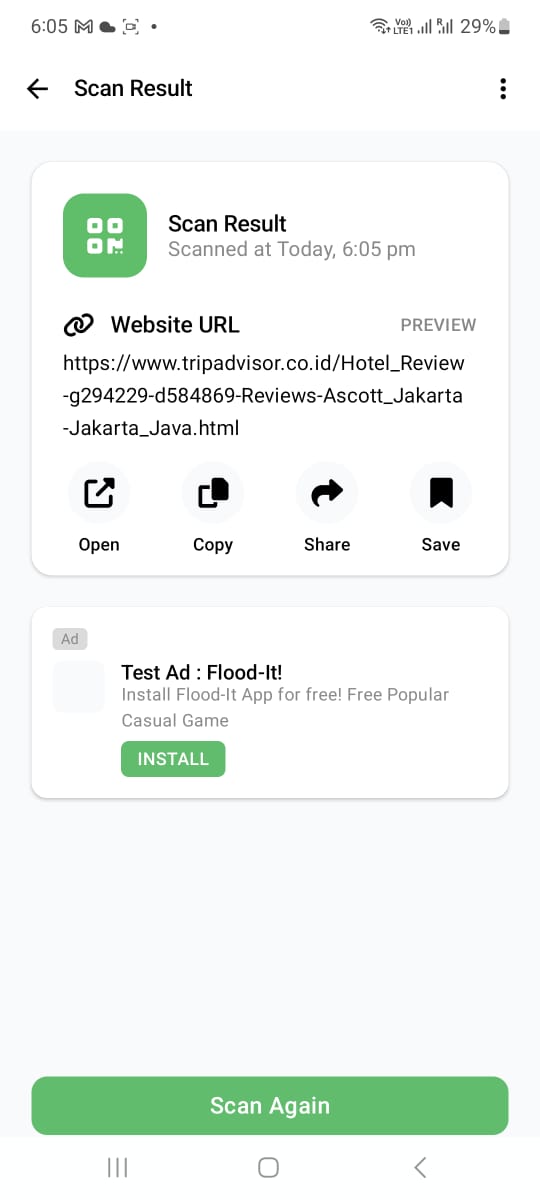 6:05
Vo)) LTE1 R 29%
Scan Result
Scan Result
Scanned at Today, 6:05 pm
Website URL PREVIEW
https://www.tripadvisor.co.id/Hotel_Review
-g294229-d584869-Reviews-Ascott_Jakarta
-Jakarta_Java.html
Open Copy Share Save
Ad
Test Ad : Flood-It!
Install Flood-It App for free! Free Popular
Casual Game
INSTALL
Scan Again